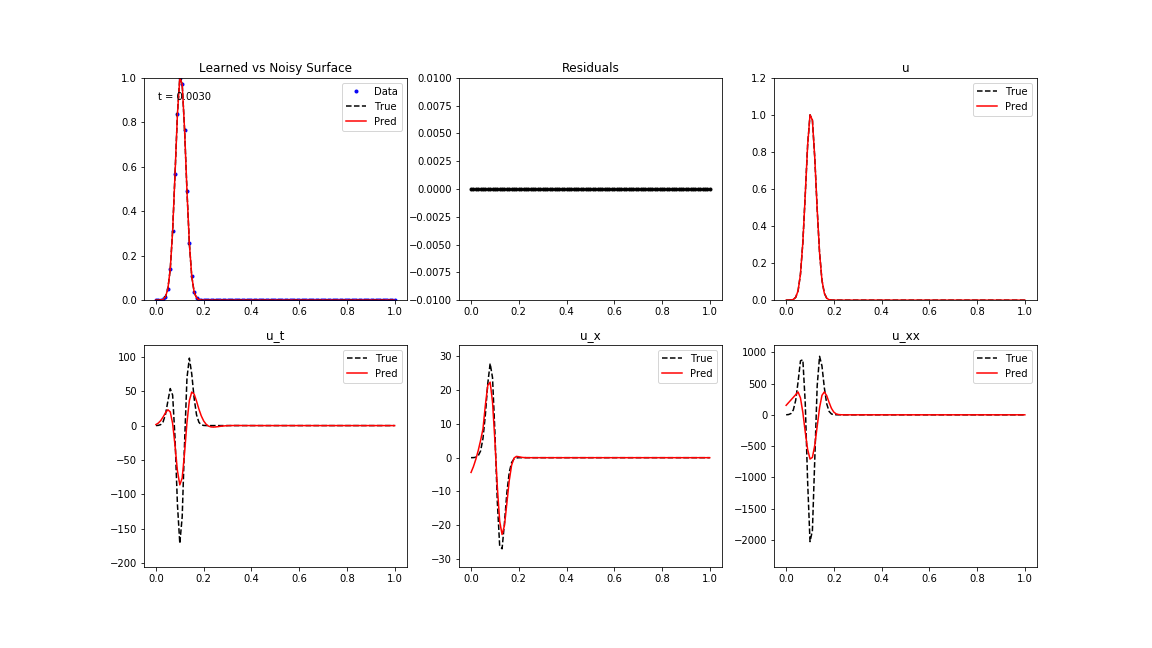 Learned vs Noisy Surface
1.0
0.8
0.6
0.4
0.2
0.0
0.0 0.2 0.4 0.6 0.8 1.0
t = 0.0030
Data
True
Pred
Residuals
0.0100
0.0075
0.0050
0.0025
0.0000
−0.0025
−0.0050
−0.0075
−0.0100
0.0 0.2 0.4 0.6 0.8 1.0
u
1.2
1.0
0.8
0.6
0.4
0.2
0.0
0.0 0.2 0.4 0.6 0.8 1.0
True
Pred
u_t
100
50
0
−50
−100
−150
−200
0.0 0.2 0.4 0.6 0.8 1.0
True
Pred
u_x
30
20
10
0
−10
−20
−30
0.0 0.2 0.4 0.6 0.8 1.0
True
Pred
u_xx
1000
500
0
−500
−1000
−1500
−2000
0.0 0.2 0.4 0.6 0.8 1.0
True
Pred